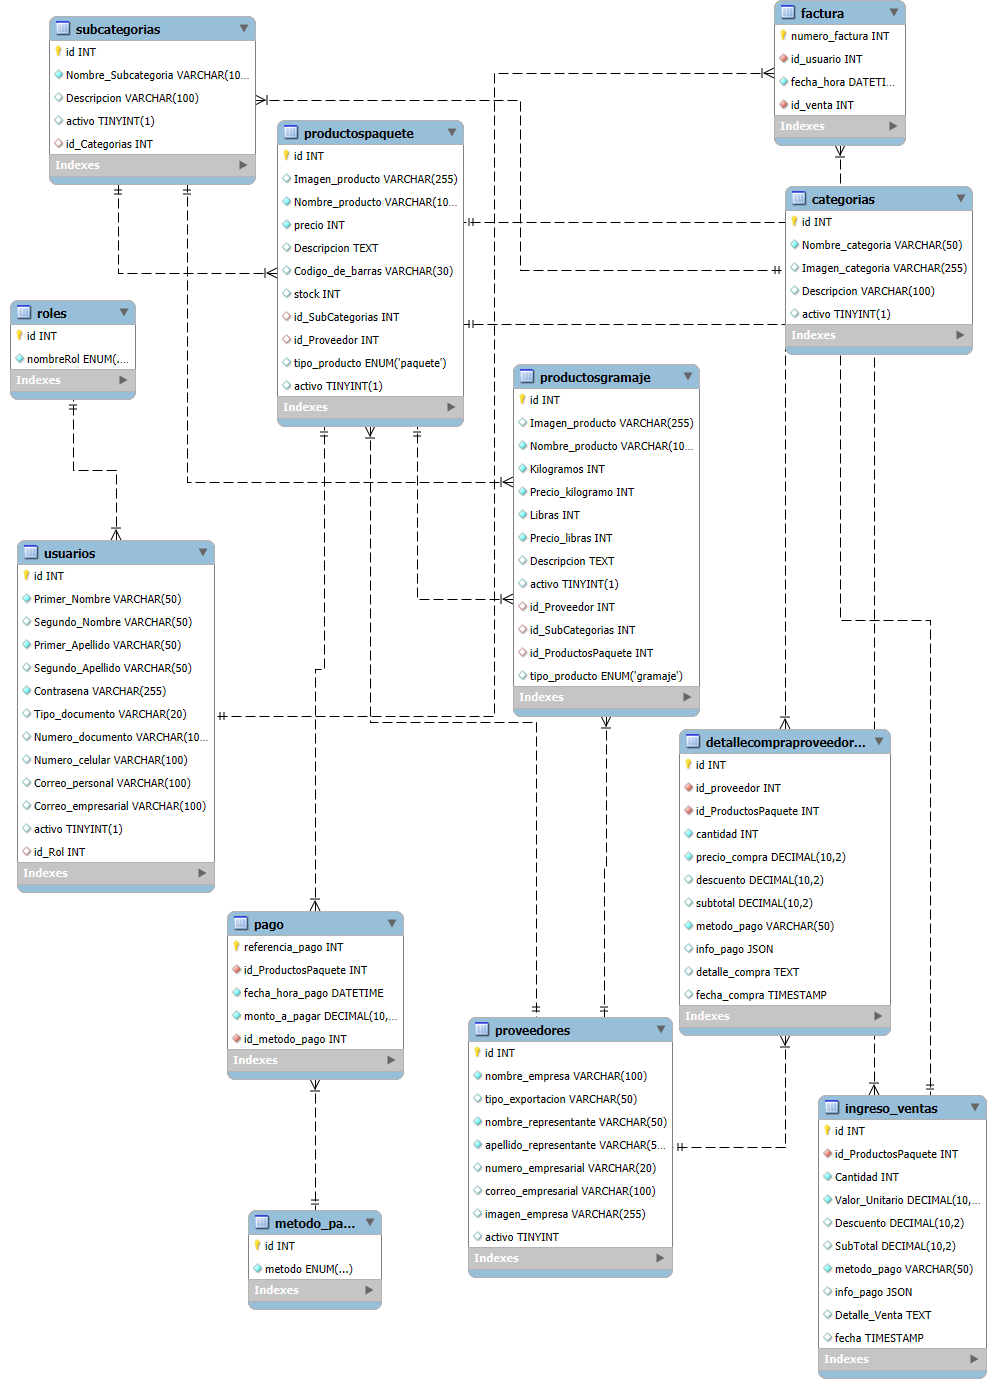 subcategorias
id INT
Nombre_Subcategoria VARCHAR(10...
Descripcion VARCHAR(100)
activo TINYINT(1)
id_Categorias INT
Indexes
factura
numero_factura INT
id_usuario INT
fecha_hora DATETI...
id_venta INT
Indexes
productospaquete
id INT
Imagen_producto VARCHAR(255)
Nombre_producto VARCHAR(10...
precio INT
Descripcion TEXT
Codigo_de_barras VARCHAR(30)
stock INT
id_SubCategorias INT
id_Proveedor INT
tipo_producto ENUM('paquete')
activo TINYINT(1)
Indexes
categorias
id INT
Nombre_categoria VARCHAR(50)
Imagen_categoria VARCHAR(255)
Descripcion VARCHAR(100)
activo TINYINT(1)
Indexes
roles
id INT
nombreRol ENUM(....
Indexes
productosgramaje
id INT
Imagen_producto VARCHAR(255)
Nombre_producto VARCHAR(10...
Kilogramos INT
Precio_kilogramo INT
Libras INT
Precio_libras INT
Descripcion TEXT
activo TINYINT(1)
id_Proveedor INT
id_SubCategorias INT
id_ProductosPaquete INT
tipo_producto ENUM('gramaje')
Indexes
usuarios
id INT
Primer_Nombre VARCHAR(50)
Segundo_Nombre VARCHAR(50)
Primer_Apellido VARCHAR(50)
Segundo_Apellido VARCHAR(50)
Contrasena VARCHAR(255)
Tipo_documento VARCHAR(20)
Numero_documento VARCHAR(10...
Numero_celular VARCHAR(100)
Correo_personal VARCHAR(100)
Correo_empresarial VARCHAR(100)
activo TINYINT(1)
id_Rol INT
Indexes
detallecompraproveedor...
id INT
id_proveedor INT
id_ProductosPaquete INT
cantidad INT
precio_compra DECIMAL(10,2)
descuento DECIMAL(10,2)
subtotal DECIMAL(10,2)
metodo_pago VARCHAR(50)
info_pago JSON
detalle_compra TEXT
fecha_compra TIMESTAMP
Indexes
pago
referencia_pago INT
id_ProductosPaquete INT
fecha_hora_pago DATETIME
monto_a_pagar DECIMAL(10,...
id_metodo_pago INT
Indexes
proveedores
id INT
nombre_empresa VARCHAR(100)
tipo_exportacion VARCHAR(50)
nombre_representante VARCHAR(50)
apellido_representante VARCHAR(5...
numero_empresarial VARCHAR(20)
correo_empresarial VARCHAR(100)
imagen_empresa VARCHAR(255)
activo TINYINT
Indexes
ingreso_ventas
id INT
id_ProductosPaquete INT
Cantidad INT
Valor_Unitario DECIMAL(10,...
Descuento DECIMAL(10,2)
SubTotal DECIMAL(10,2)
metodo_pago VARCHAR(50)
info_pago JSON
Detalle_Venta TEXT
fecha TIMESTAMP
Indexes
metodo_pa...
id INT
metodo ENUM(...)
Indexes